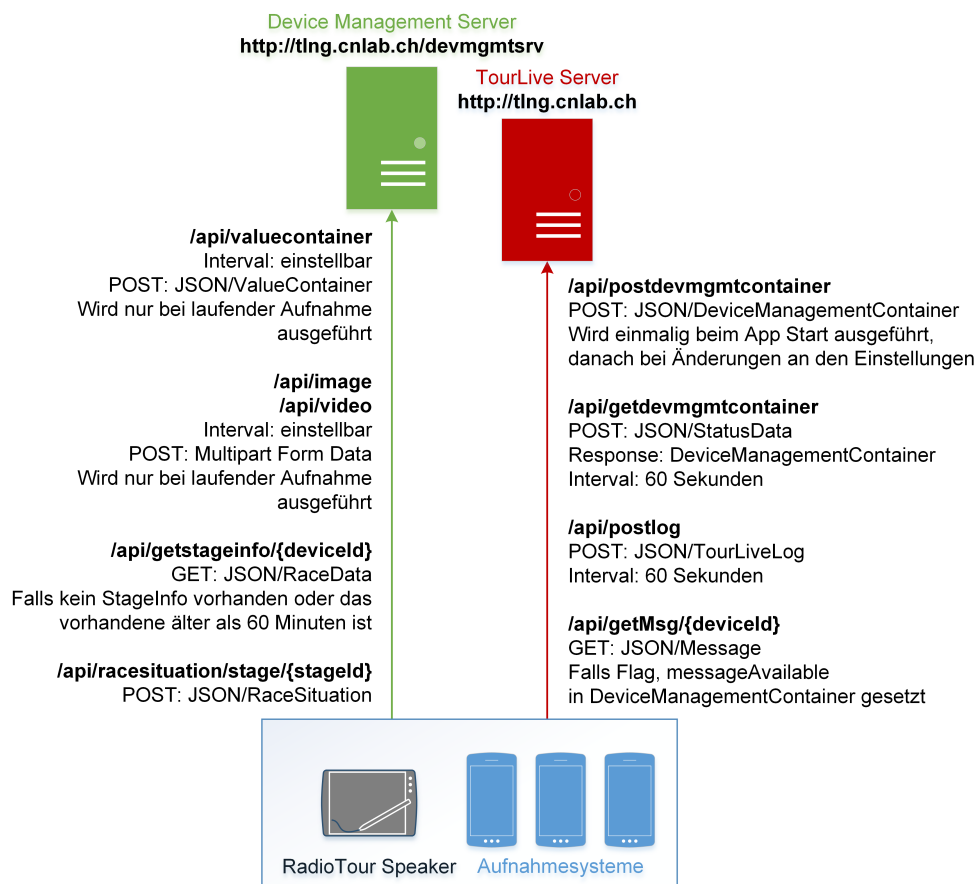 Device Management Server
http://tlng.cnlab.ch/devmgmtsrv
TourLive Server
http://tlng.cnlab.ch
/api/valuecontainer
Interval: einstellbar
POST: JSON/ValueContainer
Wird nur bei laufender Aufnahme
ausgeführt
/api/image
/api/video
Interval: einstellbar
POST: Multipart Form Data
Wird nur bei laufender Aufnahme
ausgeführt
/api/getstageinfo/{deviceId}
GET: JSON/RaceData
Falls kein StageInfo vorhanden oder das
vorhandene älter als 60 Minuten ist
/api/racesituation/stage/{stageId}
POST: JSON/RaceSituation
/api/postdevmgmtcontainer
POST: JSON/DeviceManagementContainer
Wird einmalig beim App Start ausgeführt,
danach bei Änderungen an den Einstellungen
/api/getdevmgmtcontainer
POST: JSON/StatusData
Response: DeviceManagementContainer
Interval: 60 Sekunden
/api/postlog
POST: JSON/TourLiveLog
Interval: 60 Sekunden
/api/getMsg/{deviceId}
GET: JSON/Message
Falls Flag, messageAvailable
in DeviceManagementContainer gesetzt
RadioTour Speaker
Aufnahmesysteme